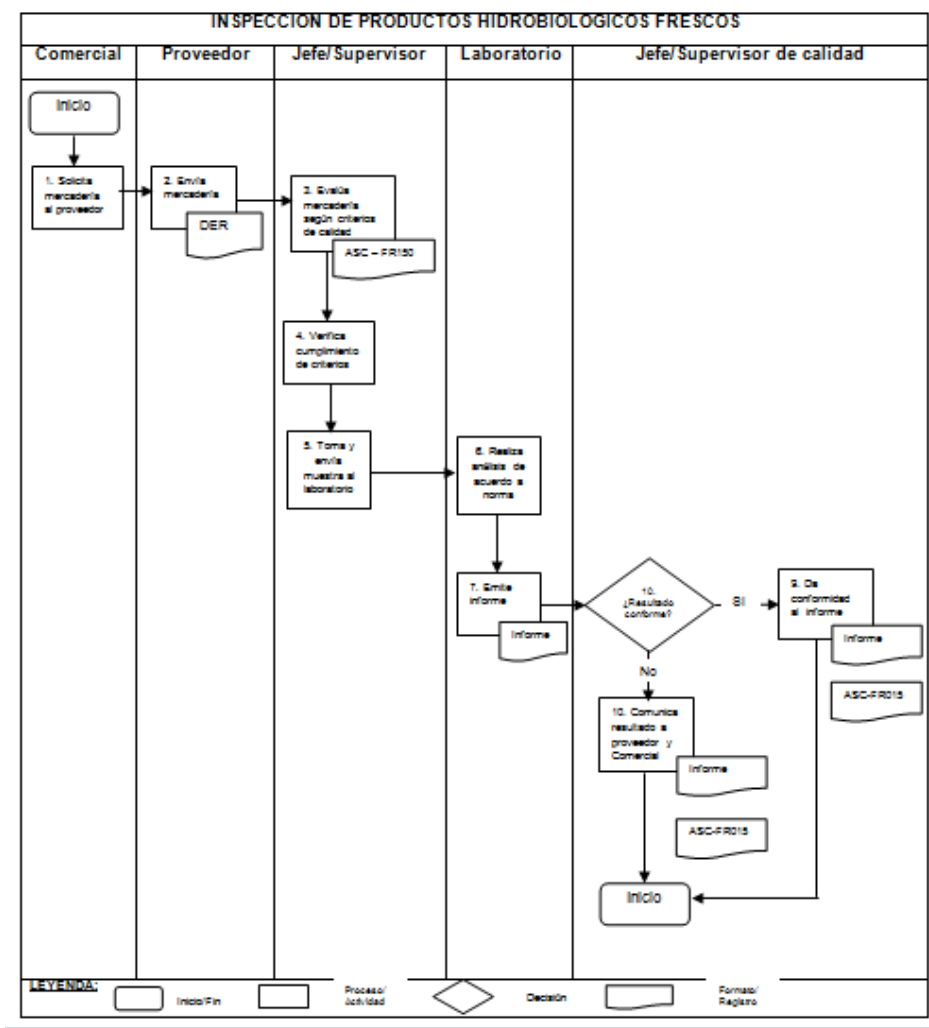 INSPECCION DE PRODUCTOS HIDROBIOLOGICOS FRESCOS
Comercial
Proveedor
Jefe/Supervisor
Laboratorio
Jefe/Supervisor de calidad
Inicio
1. Solicita
mercadería
al proveedor
2. Envía
mercadería
DER
3. Evalúa
mercadería
según criterios
de calidad
ASC – FR150
4. Verifica
cumplimiento
de criterios
5. Toma y
envía
muestra al
laboratorio
6. Realiza
análisis de
acuerdo a
norma
7. Emite
informe
Informe
10.
¿Resultado
conforme?
SI
9. Da
conformidad
al informe
Informe
ASC-FR015
No
10. Comunica
resultado a
proveedor y
Comercial
Informe
ASC-FR015
Inicio
LEYENDA:
Inicio/Fin
Proceso/
Actividad
Decisión
Formato/
Registro